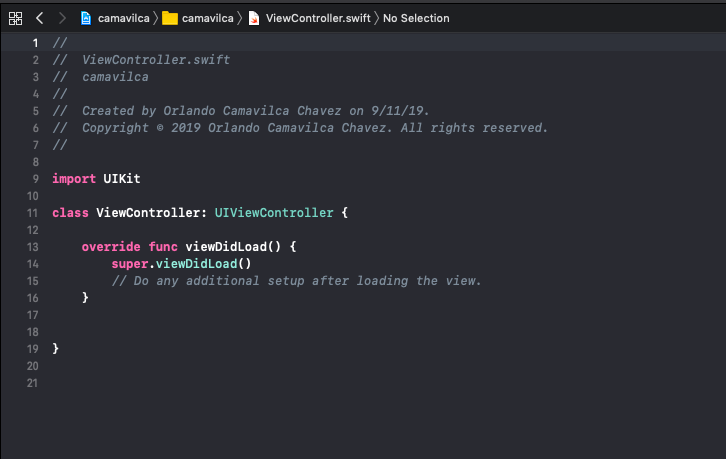 camavilca camavilca ViewController.swift No Selection
1 //
2 //  ViewController.swift
3 //  camavilca
4 //
5 //  Created by Orlando Camavilca Chavez on 9/11/19.
6 //  Copyright © 2019 Orlando Camavilca Chavez. All rights reserved.
7 //
8
9 import UIKit
10
11 class ViewController: UIViewController {
12
13     override func viewDidLoad() {
14         super.viewDidLoad()
15         // Do any additional setup after loading the view.
16     }
17
18
19 }
20
21